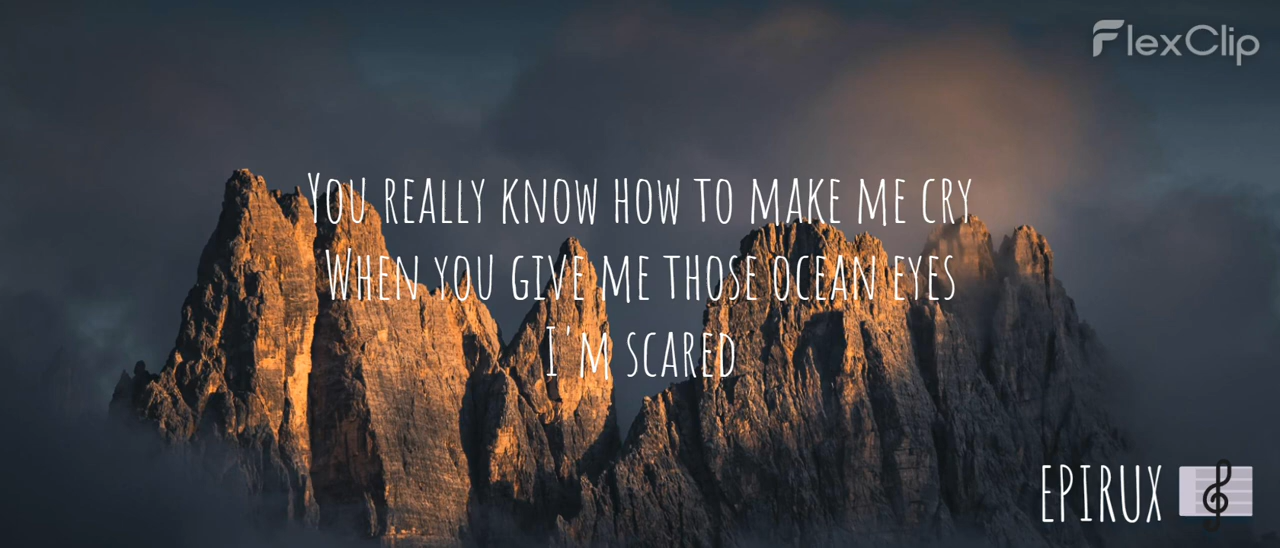 FlexClip
You really know how to make me cry
When you give me those ocean eyes
I'm scared
EPIRUX